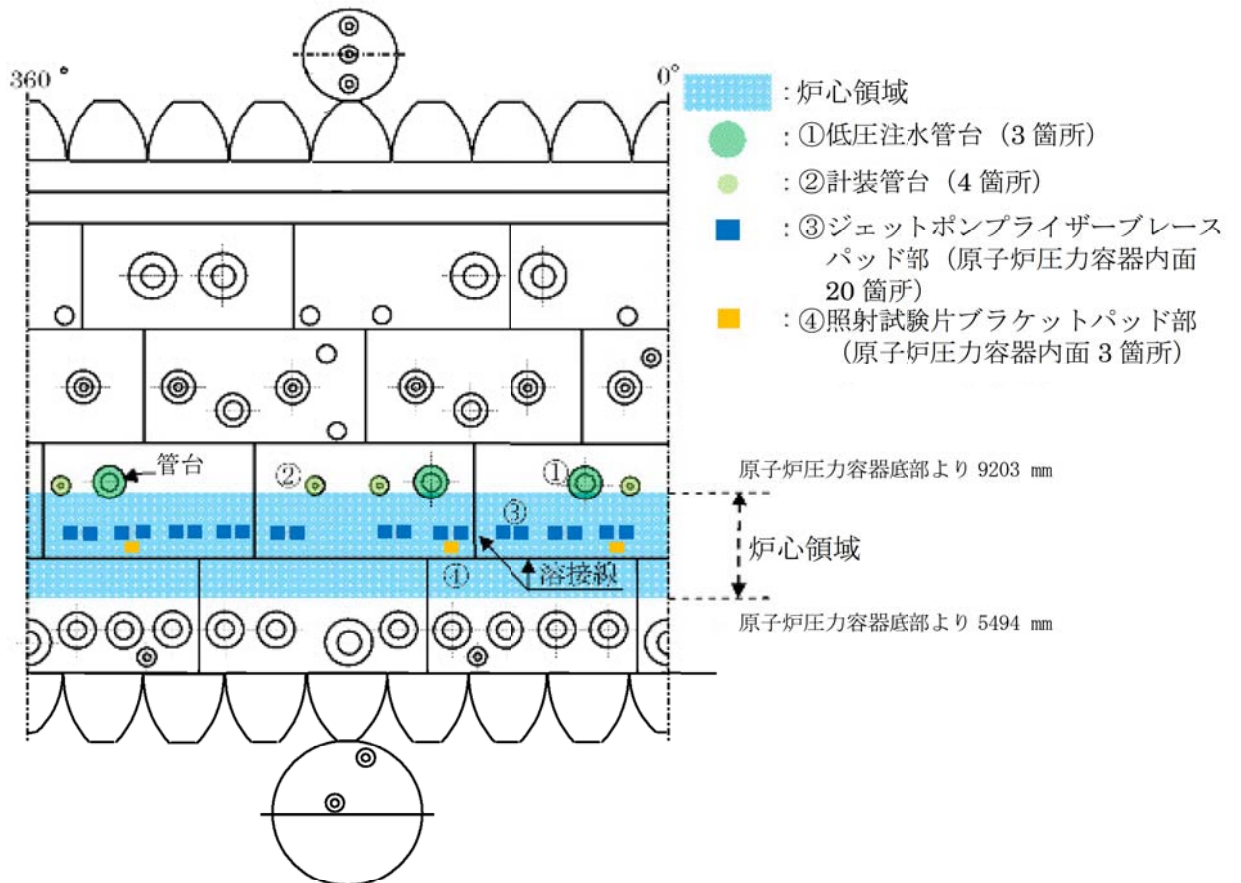 360°
0°
：炉心領域
：①低圧注水管台（3 箇所）
：②計装管台（4 箇所）
：③ジェットポンプライザーブレース
パッド部（原子炉圧力容器内面
20 箇所）
：④照射試験片ブラケットパッド部
（原子炉圧力容器内面 3 箇所）
管台
②
①
③
④
溶接線
原子炉圧力容器底部より 9203 mm
炉心領域
原子炉圧力容器底部より 5494 mm